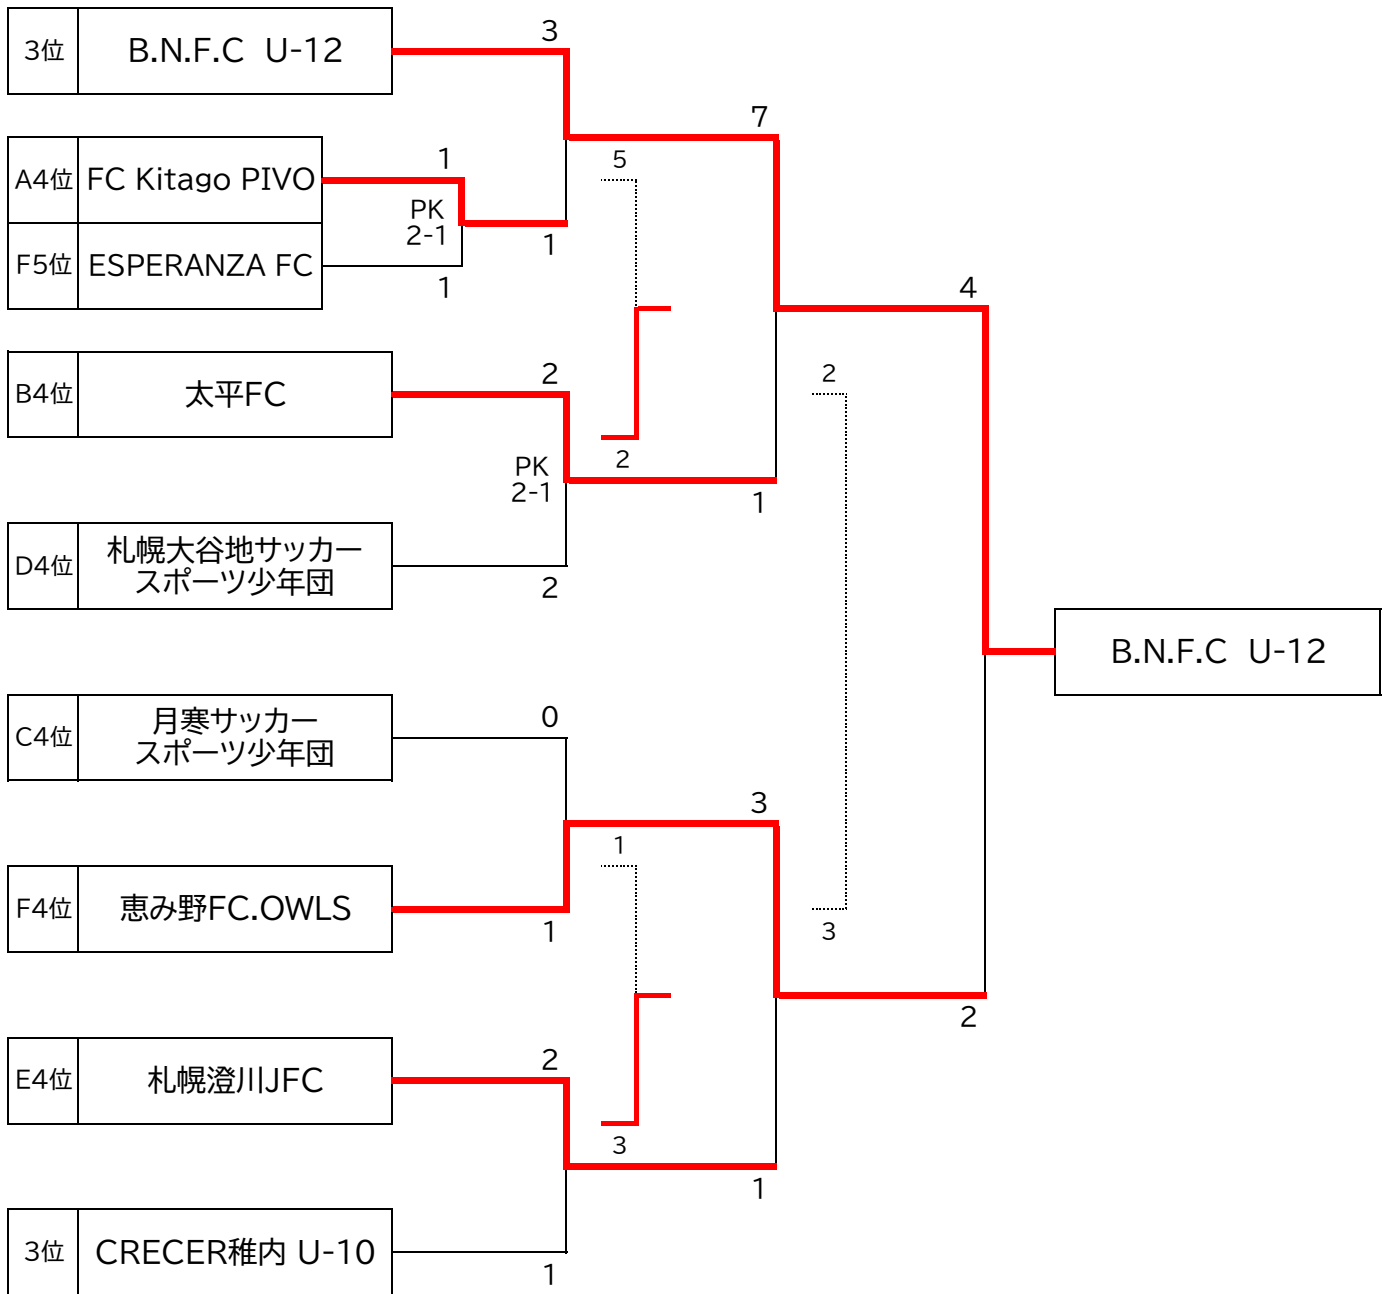 3位 B.N.F.C U-12
3
7
A4位 FC Kitago PIVO
1
5
PK
2-1
1
F5位 ESPERANZA FC
1
4
B4位 太平FC
2
2
PK
2-1
2
1
D4位 札幌大谷地サッカー
スポーツ少年団
2
B.N.F.C U-12
C4位 月寒サッカー
スポーツ少年団
0
3
1
F4位 恵み野FC.OWLS
1
3
2
E4位 札幌澄川JFC
2
3
1
3位 CRECER稚内 U-10
1